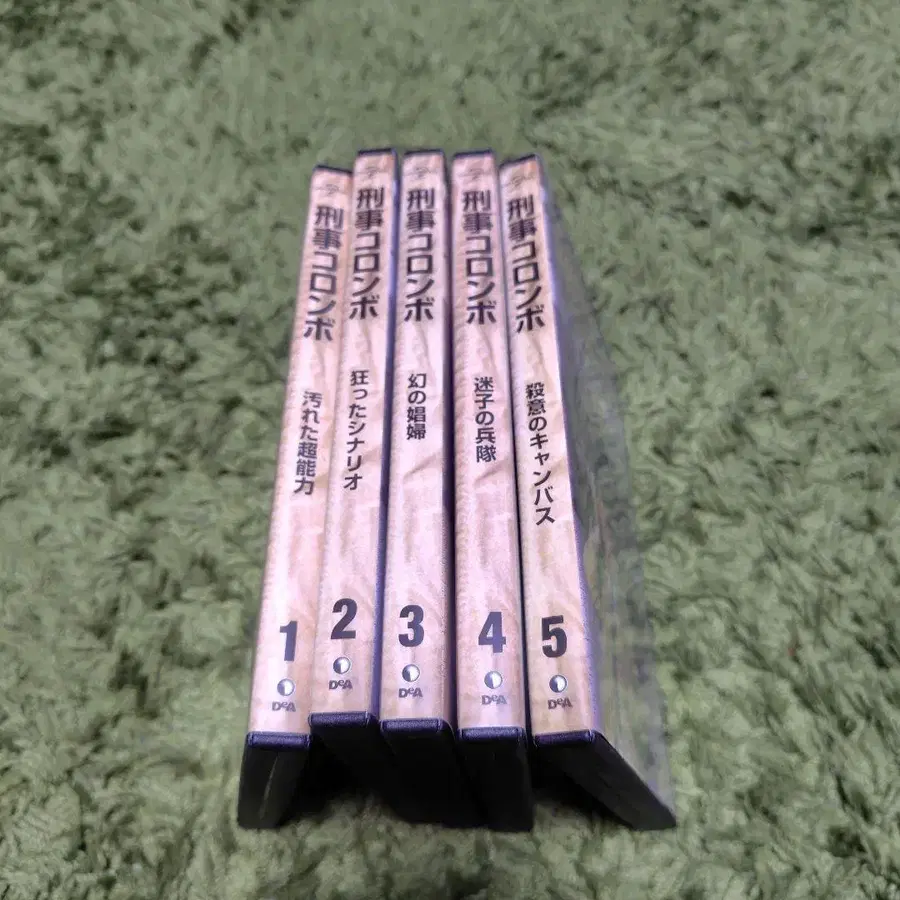 刑事コロンボ
汚れた超能力
1
DeA
刑事コロンボ
狂ったシナリオ
2
DeA
刑事コロンボ
幻の娼婦
3
DeA
刑事コロンボ
迷子の兵隊
4
DeA
刑事コロンボ
殺意のキャンバス
5
DeA